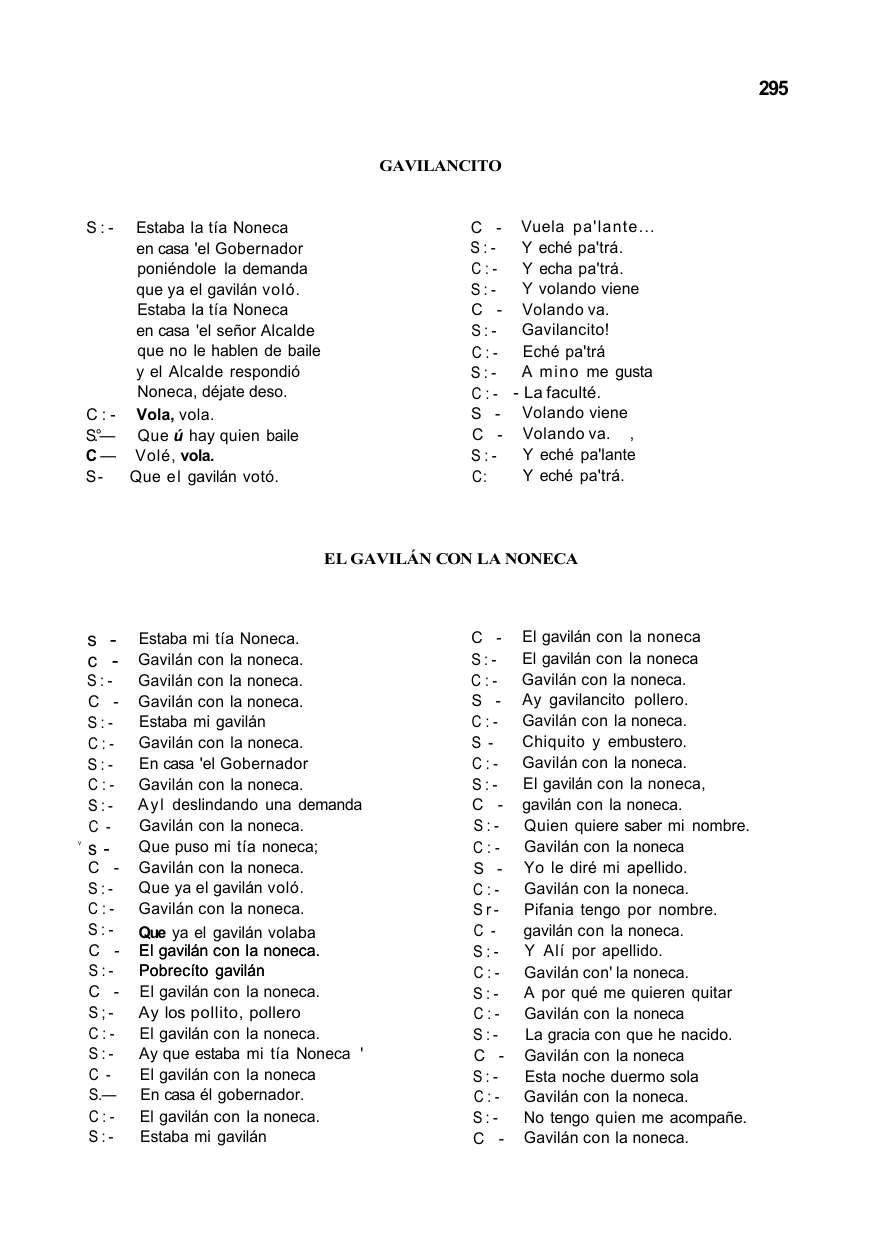 295
GAVILANCITO
S:- Estaba la tía Noneca
en casa 'el Gobernador
poniéndole la demanda
que ya el gavilán voló.
Estaba la tía Noneca
en casa 'el señor Alcalde
que no le hablen de baile
y el Alcalde respondió
Noneca, déjate deso.
C:- Vola, vola.
S.°— Que ú hay quien baile
C— Volé, vola.
S- Que el gavilán votó.
C - Vuela pa'lante...
S:- Y eché pa'trá.
C:- Y echa pa'trá.
S:- Y volando viene
C - Volando va.
S:- Gavilancito!
C:- Eché pa'trá
S:- A mino me gusta
C:- - La faculté.
S - Volando viene
C - Volando va. ,
S:- Y eché pa'lante
C: Y eché pa'trá.
EL GAVILÁN CON LA NONECA
s - Estaba mi tía Noneca.
c - Gavilán con la noneca.
S:- Gavilán con la noneca.
C - Gavilán con la noneca.
S:- Estaba mi gavilán
C:- Gavilán con la noneca.
S:- En casa 'el Gobernador
C:- Gavilán con la noneca.
S:- Ayl deslindando una demanda
C - Gavilán con la noneca.
v s - Que puso mi tía noneca;
C - Gavilán con la noneca.
S:- Que ya el gavilán voló.
C:- Gavilán con la noneca.
S:- Que ya el gavilán volaba
C - El gavilán con la noneca.
S:- Pobrecíto gavilán
C - El gavilán con la noneca.
S;- Ay los pollito, pollero
C:- El gavilán con la noneca.
S:- Ay que estaba mi tía Noneca '
C - El gavilán con la noneca
S.— En casa él gobernador.
C:- El gavilán con la noneca.
S:- Estaba mi gavilán
C - El gavilán con la noneca
S:- El gavilán con la noneca
C:- Gavilán con la noneca.
S - Ay gavilancito pollero.
C:- Gavilán con la noneca.
S - Chiquito y embustero.
C:- Gavilán con la noneca.
S:- El gavilán con la noneca,
C - gavilán con la noneca.
S:- Quien quiere saber mi nombre.
C:- Gavilán con la noneca
S - Yo le diré mi apellido.
C:- Gavilán con la noneca.
Sr- Pifania tengo por nombre.
C - gavilán con la noneca.
S:- Y Alí por apellido.
C:- Gavilán con' la noneca.
S:- A por qué me quieren quitar
C:- Gavilán con la noneca
S:- La gracia con que he nacido.
C - Gavilán con la noneca
S:- Esta noche duermo sola
C:- Gavilán con la noneca.
S:- No tengo quien me acompañe.
C - Gavilán con la noneca.